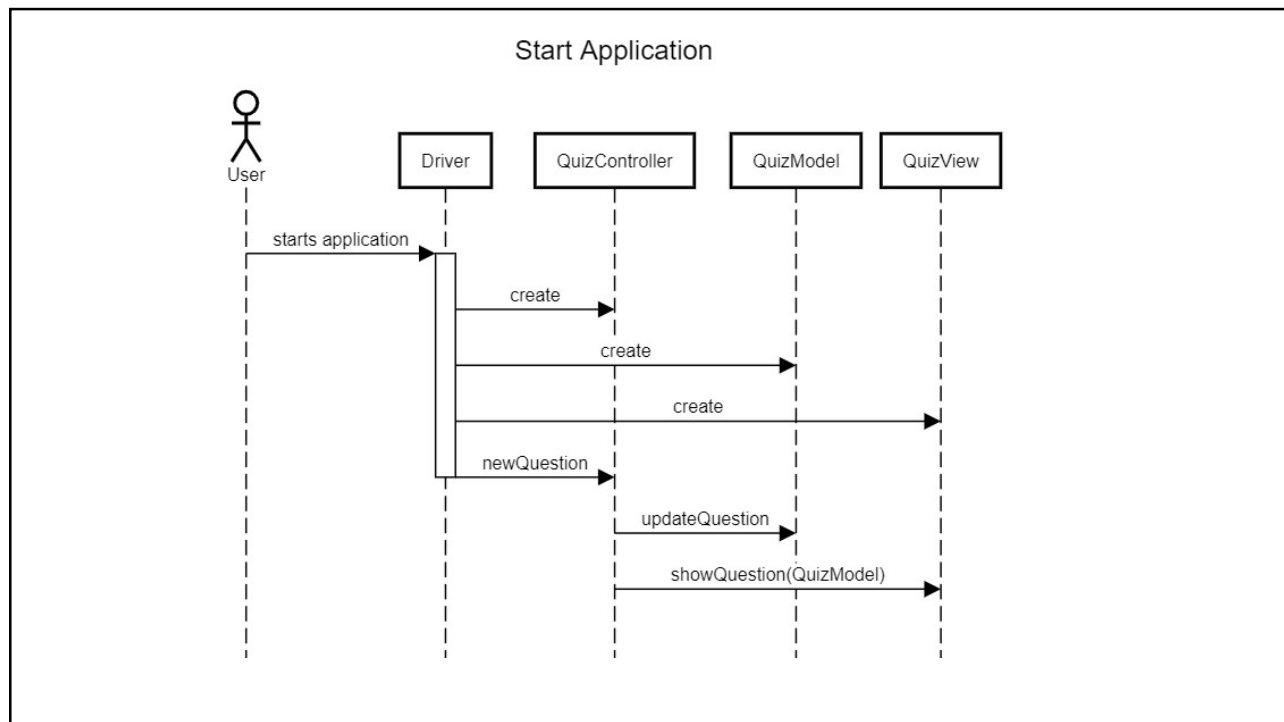 Start Application
User
Driver
QuizController
QuizModel
QuizView
starts application
create
create
create
newQuestion
updateQuestion
showQuestion(QuizModel)